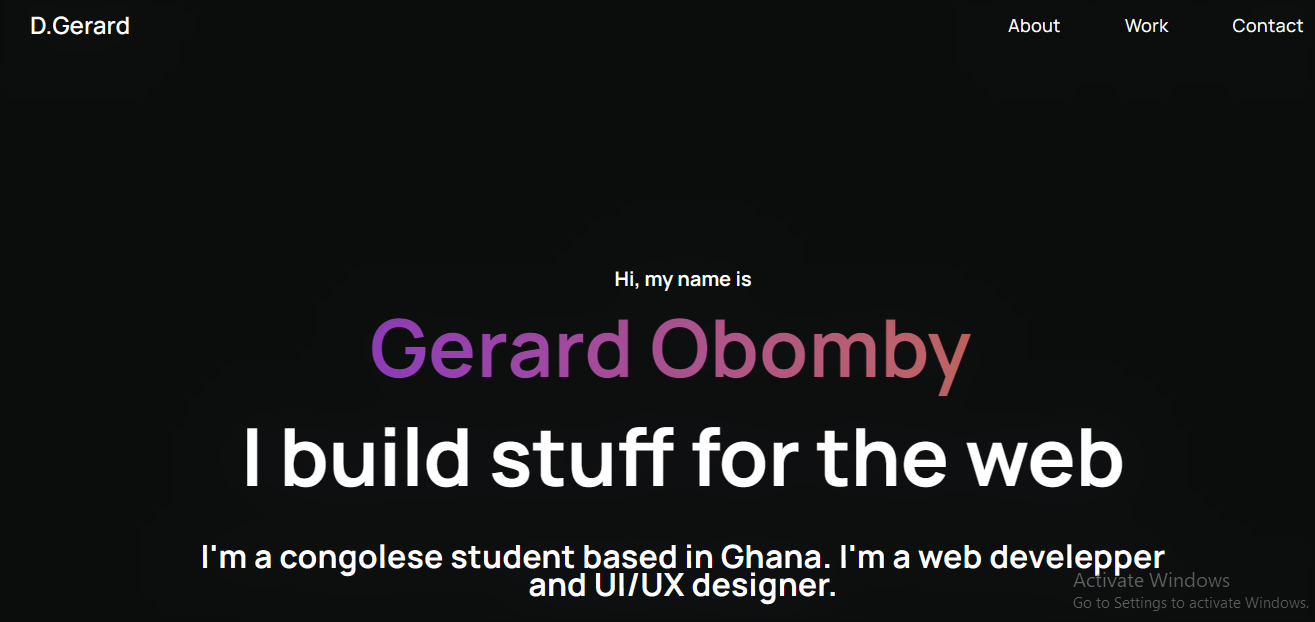 D.Gerard
About
Work
Contact
Hi, my name is
Gerard Obomby
I build stuff for the web
I'm a congolese student based in Ghana. I'm a web develepper
and UI/UX designer.
Activate Windows
Go to Settings to activate Windows.